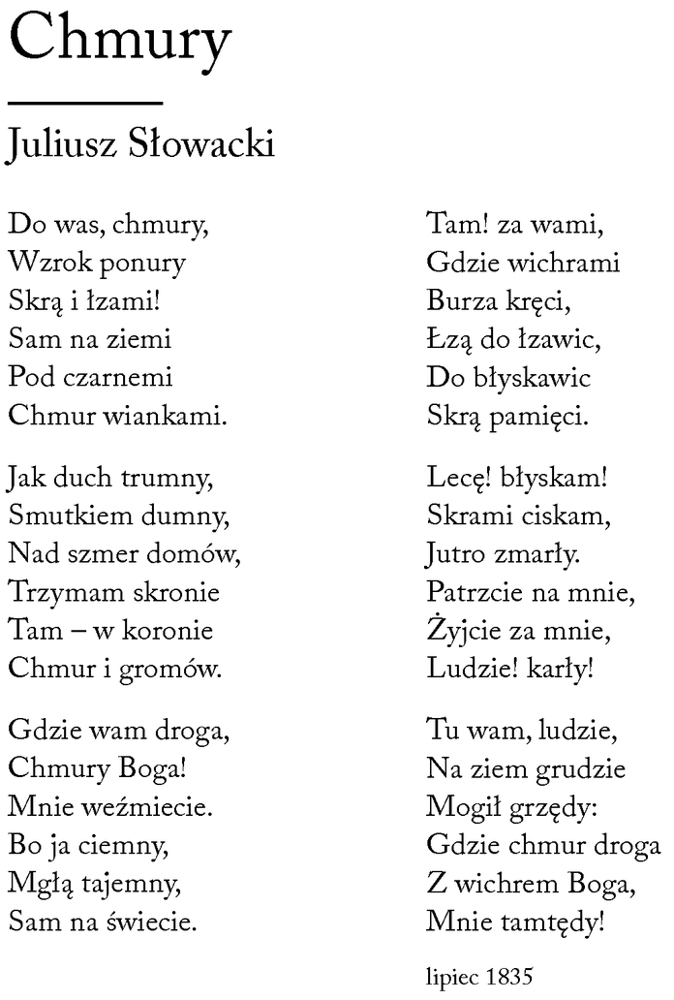 Chmury
Juliusz Słowacki
Do was, chmury,
Wzrok ponury
Skrą i łzami!
Sam na ziemi
Pod czarnemi
Chmur wiankami.
Jak duch trumny,
Smutkiem dumny,
Nad szmer domów,
Trzymam skronie
Tam – w koronie
Chmur i gromów.
Gdzie wam droga,
Chmury Boga!
Mnie weźmiecie.
Bo ja ciemny,
Mgłą tajemny,
Sam na świecie.
Tam! za wami,
Gdzie wichrami
Burza kręci,
Łzą do łzawic,
Do błyskawic
Skrą pamięci.
Lecę! błyskam!
Skrami ciskam,
Jutro zmarły.
Patrzcie na mnie,
Żyjcie za mnie,
Ludzie! karły!
Tu wam, ludzie,
Na ziem grudzie
Mogił grzędy:
Gdzie chmur droga
Z wichrem Boga,
Mnie tamtędy!
lipiec 1835